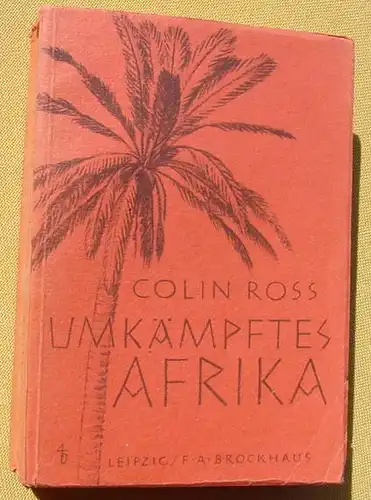 COLIN ROSS
UMKÄMPFTES
AFRIKA
LEIPZIG / F·A·BROCKHAUS